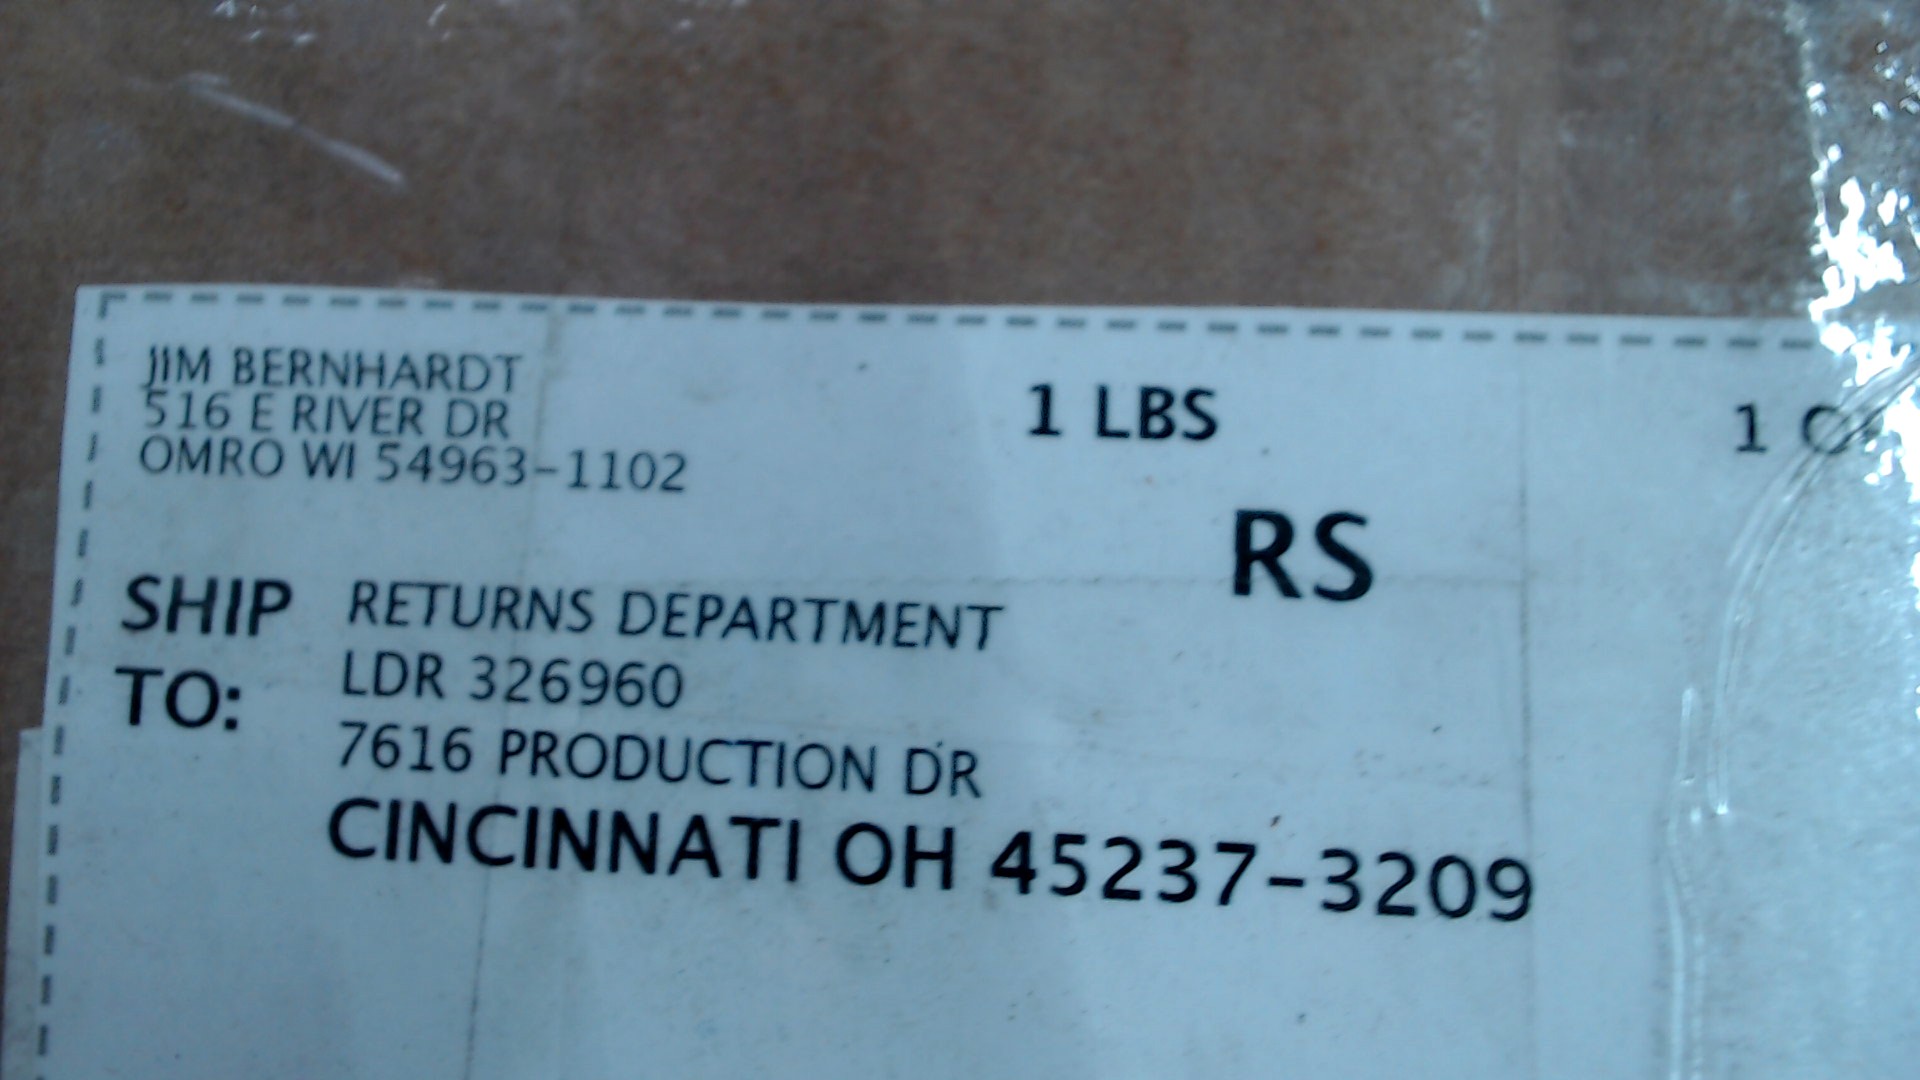 JIM BERNHARDT
516 E RIVER DR
OMRO WI 54963-1102
1 LBS
1
RS
SHIP TO:
RETURNS DEPARTMENT
LDR 326960
7616 PRODUCTION DR
CINCINNATI OH 45237-3209